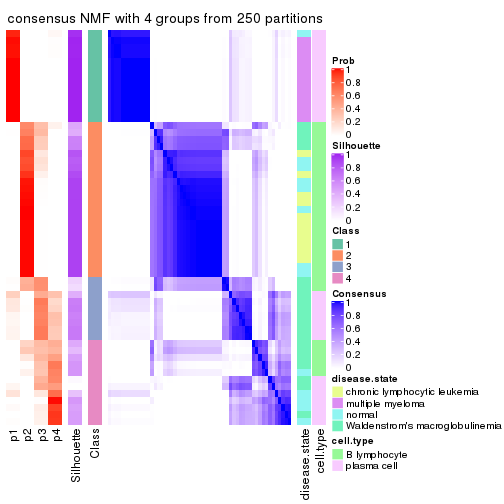 consensus NMF with 4 groups from 250 partitions
Prob
1
0.8
0.6
0.4
0.2
0
Silhouette
1
0.8
0.6
0.4
0.2
0
Class
1
2
3
4
Consensus
1
0.8
0.6
0.4
0.2
0
disease.state
chronic lymphocytic leukemia
multiple myeloma
normal
Waldenstrom's macroglobulinemia
cell.type
B lymphocyte
plasma cell
p1
p2
p3
p4
Silhouette
Class
disease.state
cell.type